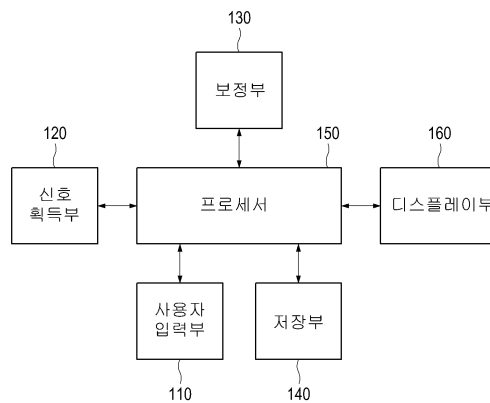 130
보정부
120
150
160
신호
획득부
프로세서
디스플레이부
사용자
입력부
저장부
110
140